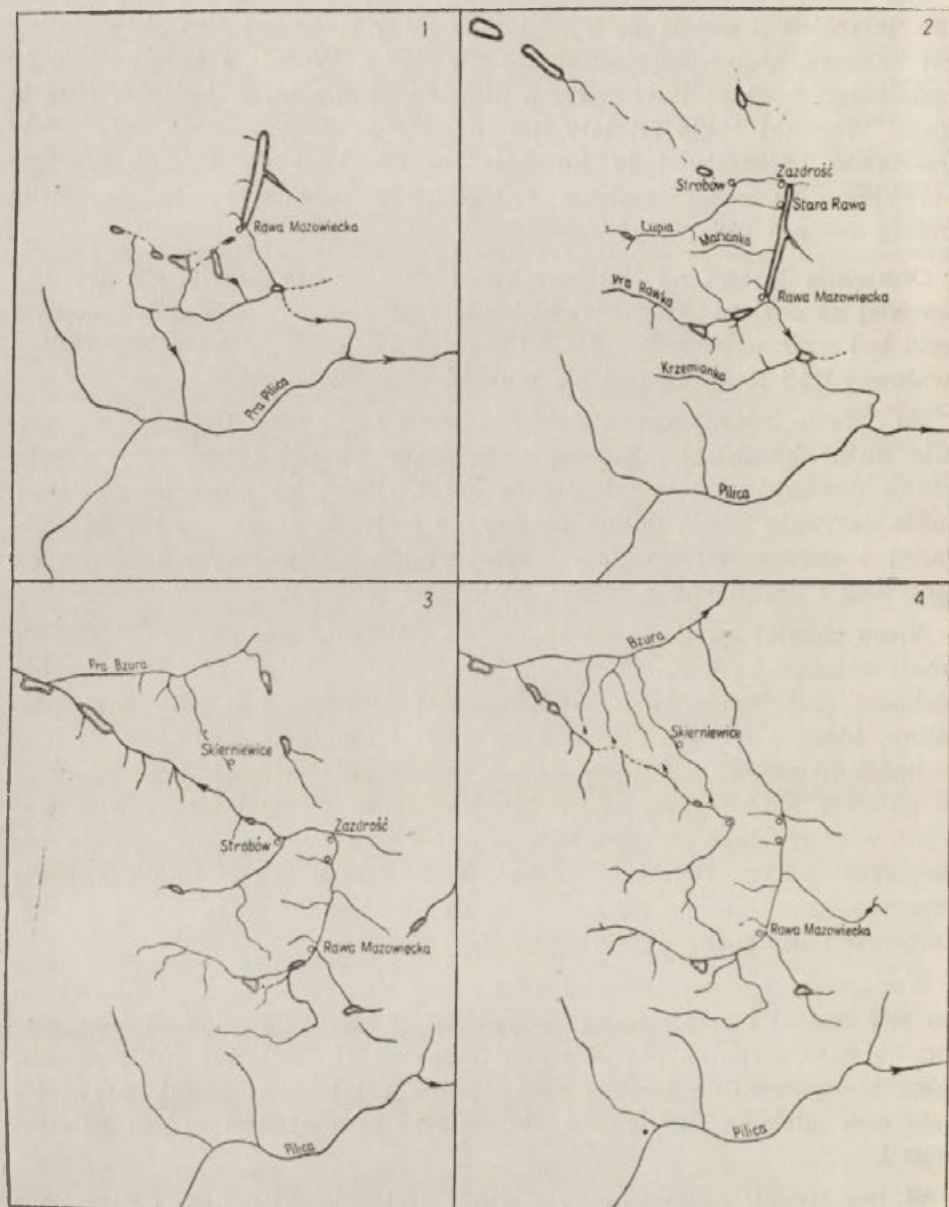 1
Rawa Mazowiecka
Pra Pilica
2
Strobów
Zazdrość
Stara Rawa
Łupia
Marianka
Pra Rawka
Rawa Mazowiecka
Krzemianka
Pilica
3
Pra Bzura
Skierniewice
Zazdrość
Strobów
Rawa Mazowiecka
Pilica
4
Bzura
Skierniewice
Rawa Mazowiecka
Pilica